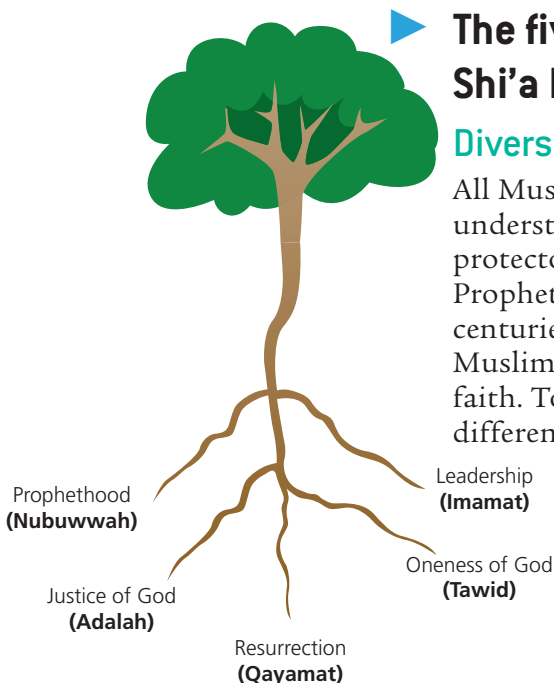 The fiv
Shi’a
Divers
All Mus
underst
protecto
Prophet
centurie
Muslim
faith. To
differen
Leadership
(Imamat)
Prophethood
(Nubuwwah)
Oneness of God
(Tawid)
Justice of God
(Adalah)
Resurrection
(Qayamat)